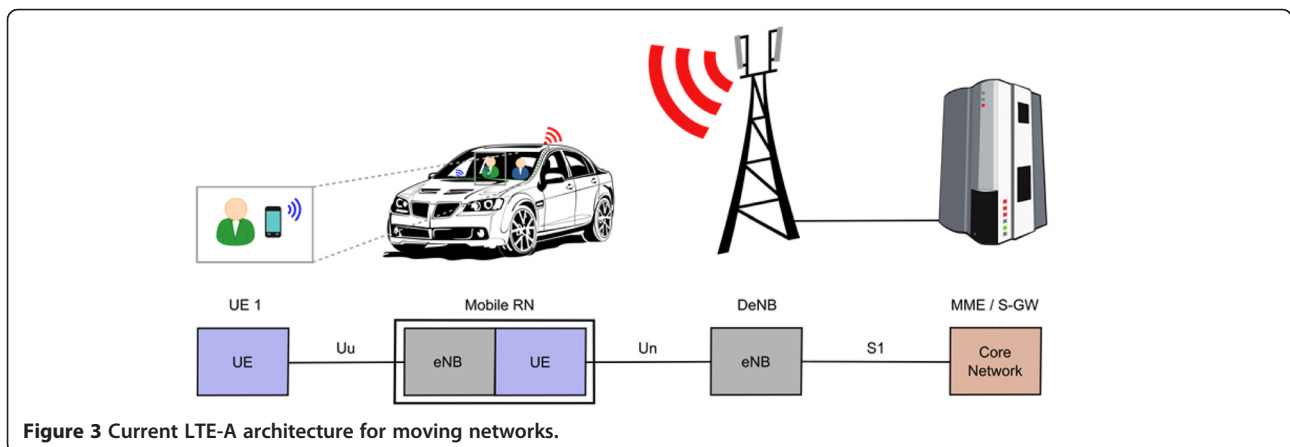 UE 1
Mobile RN
DeNB
MME / S-GW
UE
Uu
eNB
UE
Un
eNB
S1
Core
Network
Figure 3 Current LTE-A architecture for moving networks.